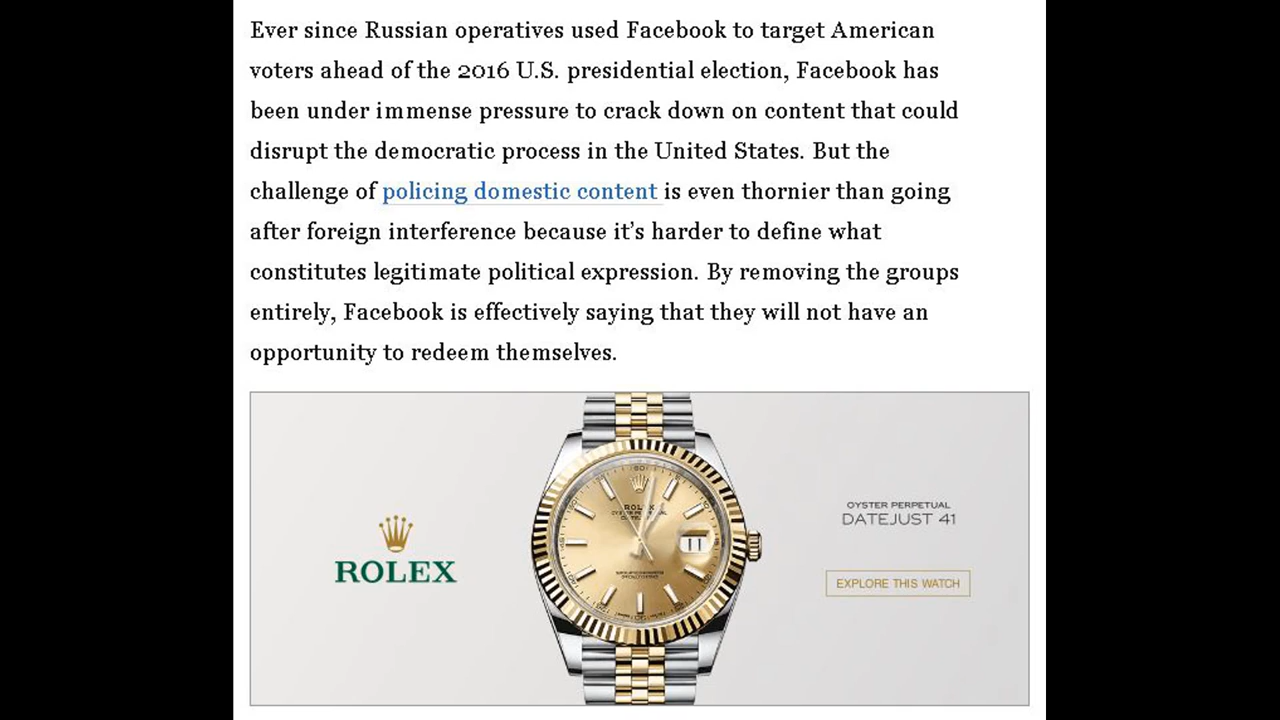 Ever since Russian operatives used Facebook to target American
voters ahead of the 2016 U.S. presidential election, Facebook has
been under immense pressure to crack down on content that could
disrupt the democratic process in the United States. But the
challenge of policing domestic content is even thornier than going
after foreign interference because it’s harder to define what
constitutes legitimate political expression. By removing the groups
entirely, Facebook is effectively saying that they will not have an
opportunity to redeem themselves.
ROLEX
60
ROLEX
11
OYSTER PERPETUAL
DATEJUST 41
EXPLORE THIS WATCH